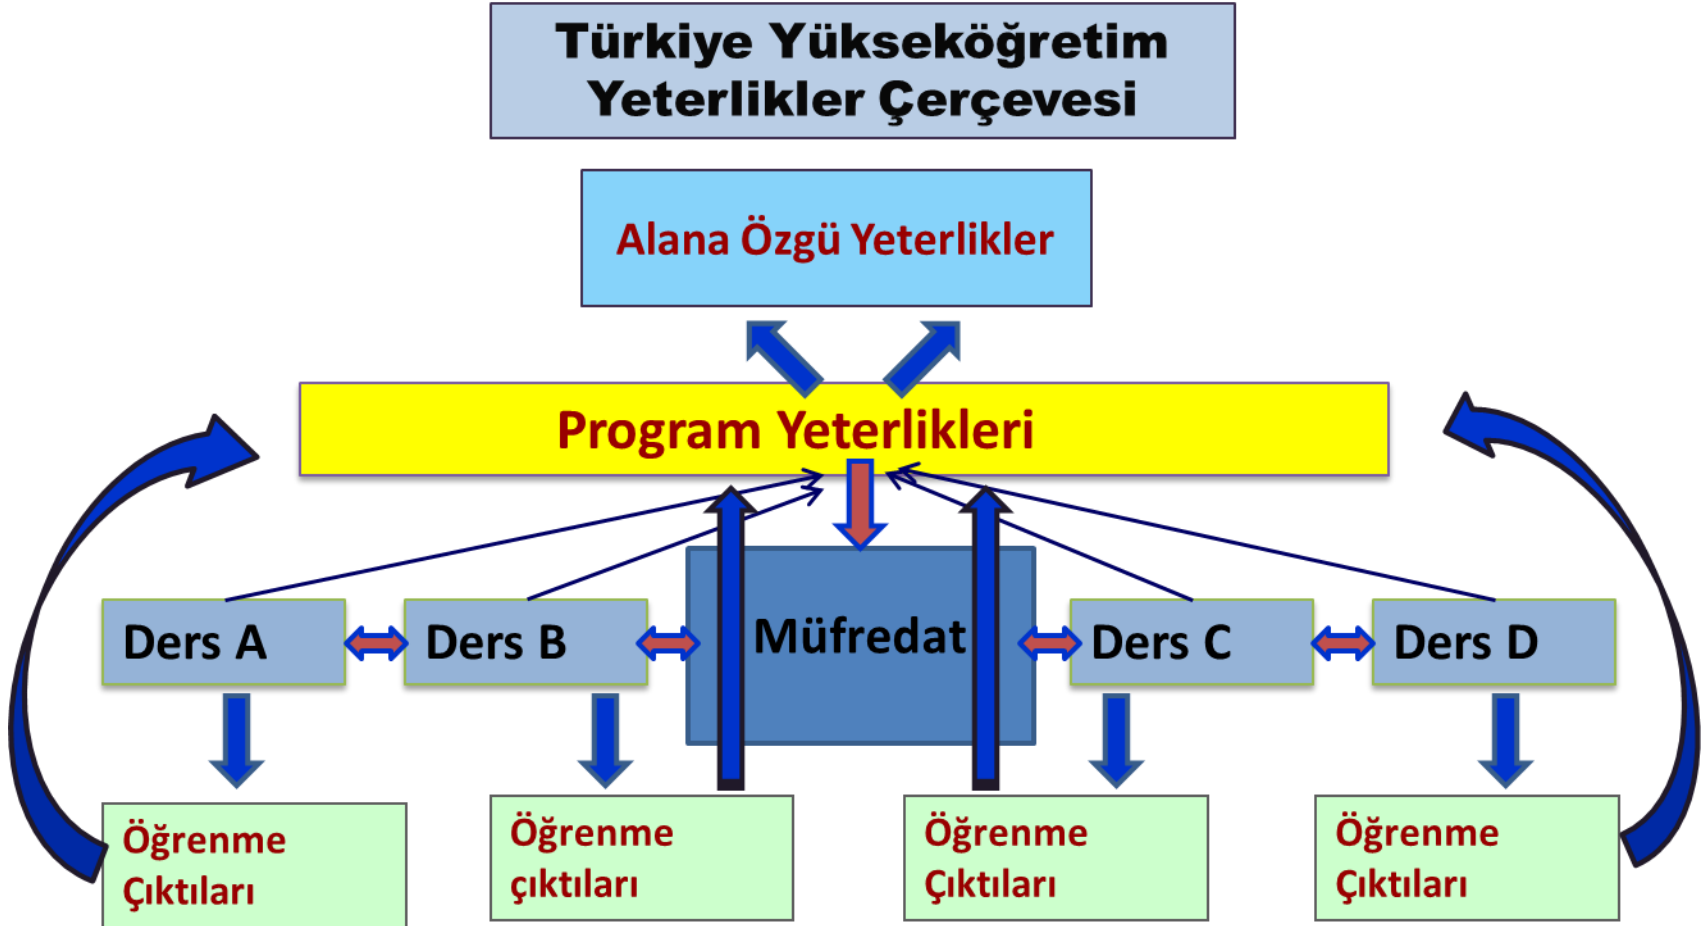 Türkiye Yükseköğretim
Yeterlikler Çerçevesi
Alana Özgü Yeterlikler
Program Yeterlikleri
Müfredat
Ders A
Ders B
Ders C
Ders D
Öğrenme
Çıktıları
Öğrenme
çıktıları
Öğrenme
Çıktıları
Öğrenme
Çıktıları